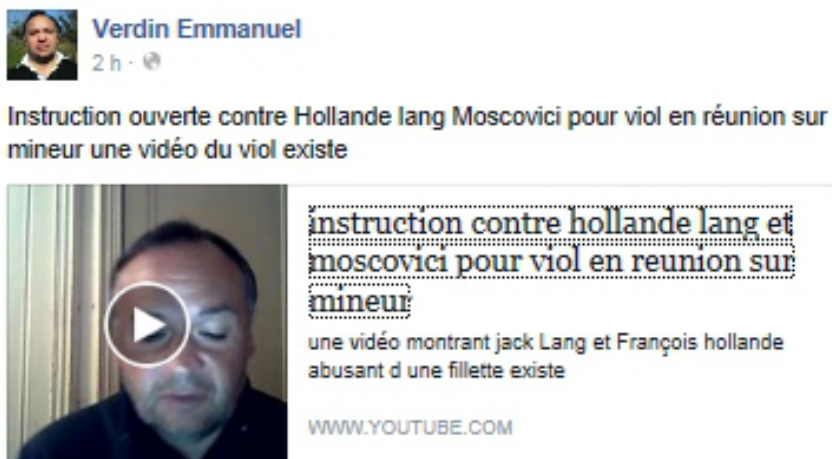 Verdin Emmanuel
2 h ·
Instruction ouverte contre Hollande lang Moscovici pour viol en réunion sur
mineur une vidéo du viol existe
instruction contre hollande lang et
moscovici pour viol en reunion sur
mineur
une vidéo montrant jack Lang et François hollande
abusant d une fillette existe
WWW.YOUTUBE.COM